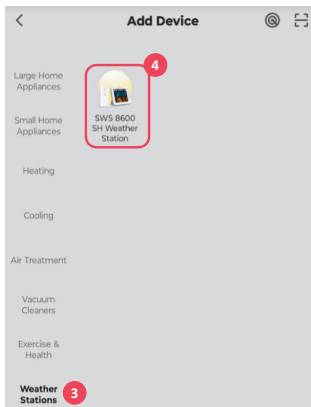 Add Device
Large Home
Appliances
4
SWS 8600
SH Weather
Station
Small Home
Appliances
Heating
Cooling
Air Treatment
Vacuum
Cleaners
Exercise &
Health
Weather
Stations
3